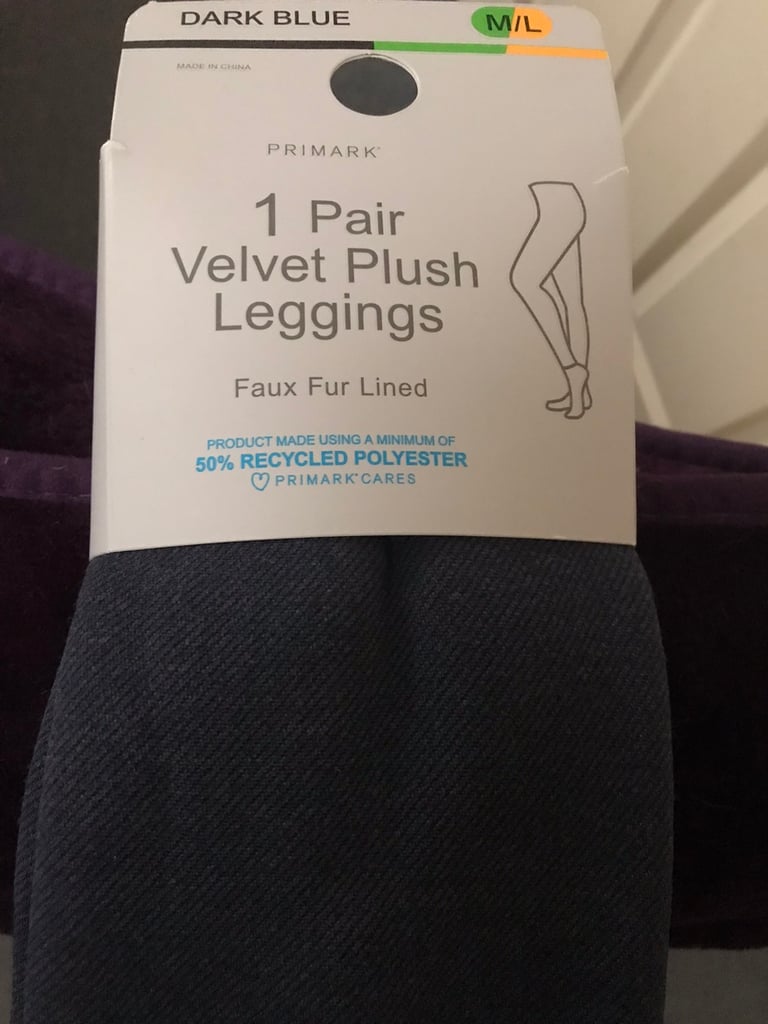 DARK BLUE M/L
MADE IN CHINA
PRIMARK®
1 Pair
Velvet Plush
Leggings
Faux Fur Lined
PRODUCT MADE USING A MINIMUM OF
50% RECYCLED POLYESTER
PRIMARK® CARES